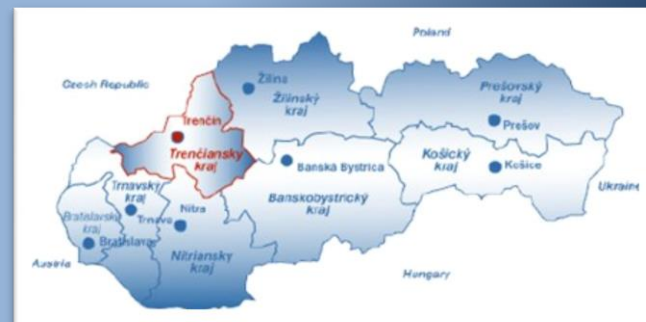 Poland
Czech Republic
Žilina
Žilinský
kraj
Prešovský
kraj
Prešov
Trenčín
Trenčiansky
kraj
Banská Bystrica
Košický
kraj
Košice
Ukraine
Trnavský
kraj
Trnava
Nitra
Banskobystrický
kraj
Bratislavský
kraj
Bratislava
Nitriansky
kraj
Austria
Hungary